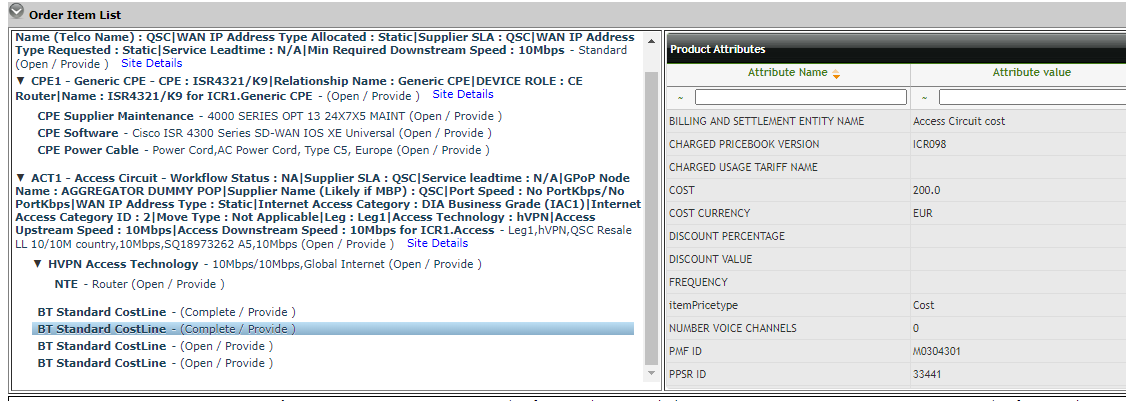 Order Item List
Name (Telco Name) : QSC|WAN IP Address Type Allocated : Static|Supplier SLA : QSC|WAN IP Address
Type Requested : Static|Service Leadtime : N/A|Min Required Downstream Speed : 10Mbps - Standard
(Open / Provide ) Site Details
▼ CPE1 - Generic CPE - CPE : ISR4321/K9|Relationship Name : Generic CPE|DEVICE ROLE : CE
Router|Name : ISR4321/K9 for ICR1.Generic CPE - (Open / Provide ) Site Details
CPE Supplier Maintenance - 4000 SERIES OPT 13 24X7X5 MAINT (Open / Provide )
CPE Software - Cisco ISR 4300 Series SD-WAN IOS XE Universal (Open / Provide )
CPE Power Cable - Power Cord,AC Power Cord, Type C5, Europe (Open / Provide )
▼ ACT1 - Access Circuit - Workflow Status : NA|Supplier SLA : QSC|Service leadtime : N/A|GPoP Node
Name : AGGREGATOR DUMMY POP|Supplier Name (Likely if MBP) : QSC|Port Speed : No PortKbps/No
PortKbps|WAN IP Address Type : Static|Internet Access Category : DIA Business Grade (IAC1)|Internet
Access Category ID : 2|Move Type : Not Applicable|Leg : Leg1|Access Technology : hVPN|Access
Upstream Speed : 10Mbps|Access Downstream Speed : 10Mbps for ICR1.Access - Leg1,hVPN,QSC Resale
LL 10/10M country,10Mbps,SQ18973262 A5,10Mbps (Open / Provide ) Site Details
▼ HVPN Access Technology - 10Mbps/10Mbps,Global Internet (Open / Provide )
NTE - Router (Open / Provide )
BT Standard CostLine - (Complete / Provide )
BT Standard CostLine - (Complete / Provide )
BT Standard CostLine - (Open / Provide )
BT Standard CostLine - (Open / Provide )
Product Attributes
Attribute Name Attribute value
~ ~
BILLING AND SETTLEMENT ENTITY NAME Access Circuit cost
CHARGED PRICEBOOK VERSION ICR098
CHARGED USAGE TARIFF NAME
COST 200.0
COST CURRENCY EUR
DISCOUNT PERCENTAGE
DISCOUNT VALUE
FREQUENCY
itemPricetype Cost
NUMBER VOICE CHANNELS 0
PMF ID M0304301
PPSR ID 33441